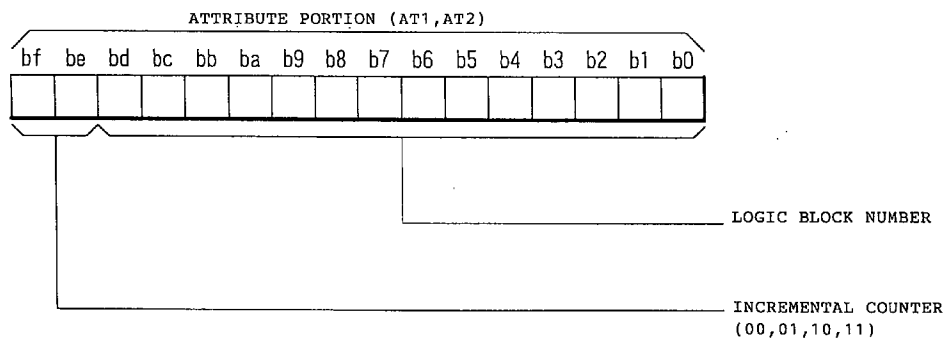 ATTRIBUTE PORTION (AT1,AT2)
bf be bd bc bb ba b9 b8 b7 b6 b5 b4 b3 b2 b1 b0
LOGIC BLOCK NUMBER
INCREMENTAL COUNTER
(00,01,10,11)